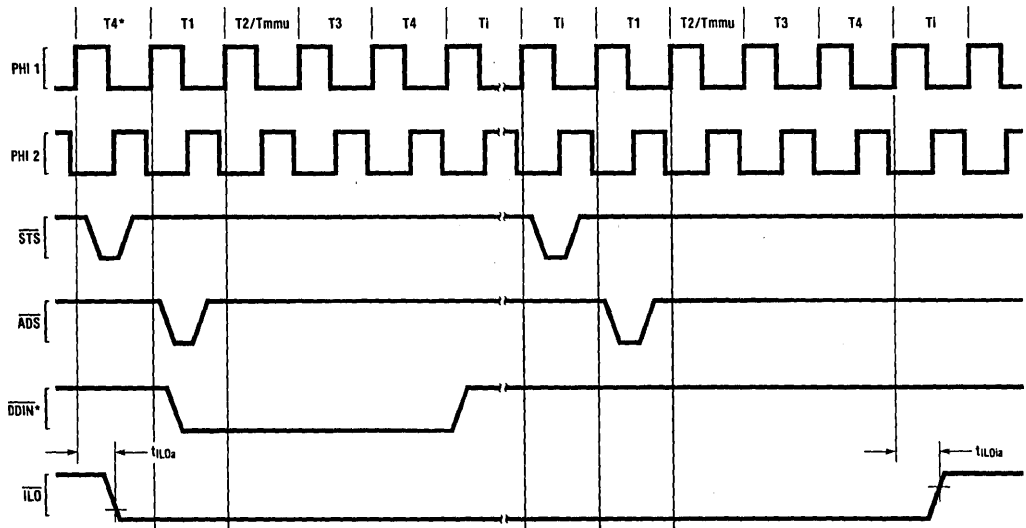 T4* T1 T2/Tmmu T3 T4 Ti Ti T1 T2/Tmmu T3 T4 Ti
PHI 1
PHI 2
STS
ADS
DDIN*
tILOa tILOia
ILO